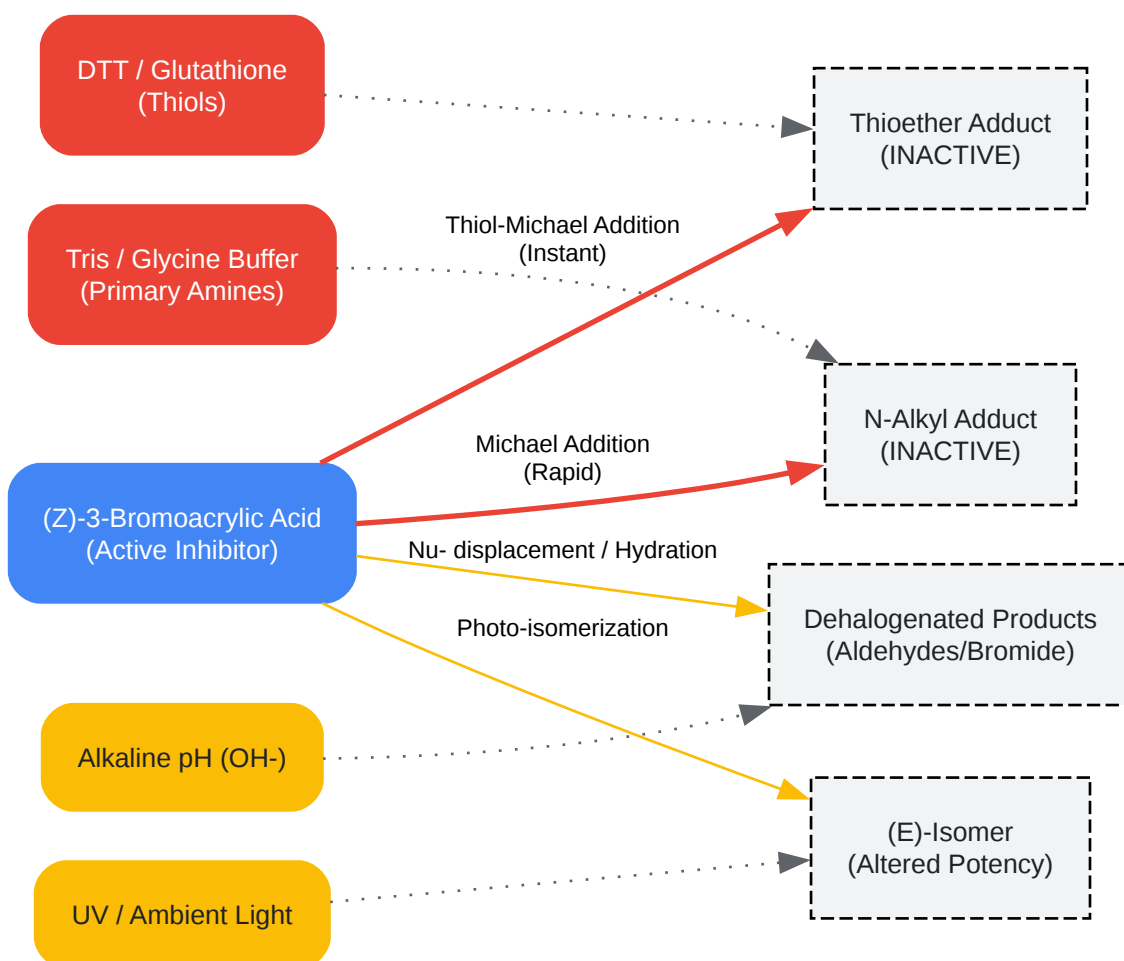 DTT / Glutathione
(Thiols)
Thioether Adduct
(INACTIVE)
Tris / Glycine Buffer
(Primary Amines)
Thiol-Michael Addition
(Instant)
N-Alkyl Adduct
(INACTIVE)
Michael Addition
(Rapid)
(Z)-3-Bromoacrylic Acid
(Active Inhibitor)
Nu- displacement / Hydration
Dehalogenated Products
(Aldehydes/Bromide)
Photo-isomerization
Alkaline pH (OH-)
(E)-Isomer
(Altered Potency)
UV / Ambient Light